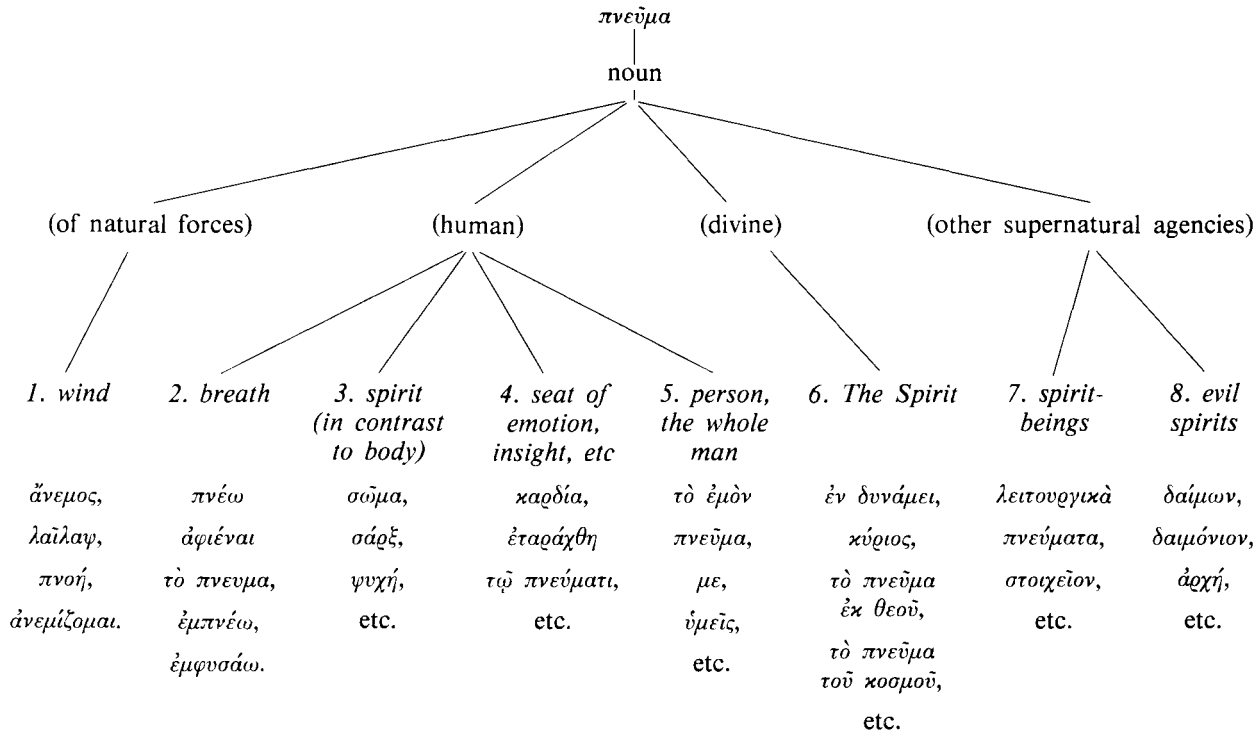 πνεῦμα
noun
(of natural forces)
(human)
(divine)
(other supernatural agencies)
1. wind
2. breath
3. spirit
(in contrast
to body)
4. seat of
emotion,
insight, etc
5. person,
the whole
man
6. The Spirit
7. spirit-
beings
8. evil
spirits
ἄνεμος,
λαῖλαψ,
πνοή,
ἀνεμίζομαι.
πνέω
ἀφιέναι
τὸ πνευμα,
ἐμπνέω,
ἐμφυσάω.
σῶμα,
σάρξ,
ψυχή,
etc.
καρδία,
ἐταράχθη
τῷ πνεύματι,
etc.
τὸ ἐμὸν
πνεῦμα,
με,
ὑμεῖς,
etc.
ἐν δυνάμει,
κύριος,
τὸ πνεῦμα
ἐκ θεοῦ,
τὸ πνεῦμα
τοῦ κοσμοῦ,
etc.
λειτουργικὰ
πνεύματα,
στοιχεῖον,
etc.
δαίμων,
δαιμόνιον,
ἀρχή,
etc.